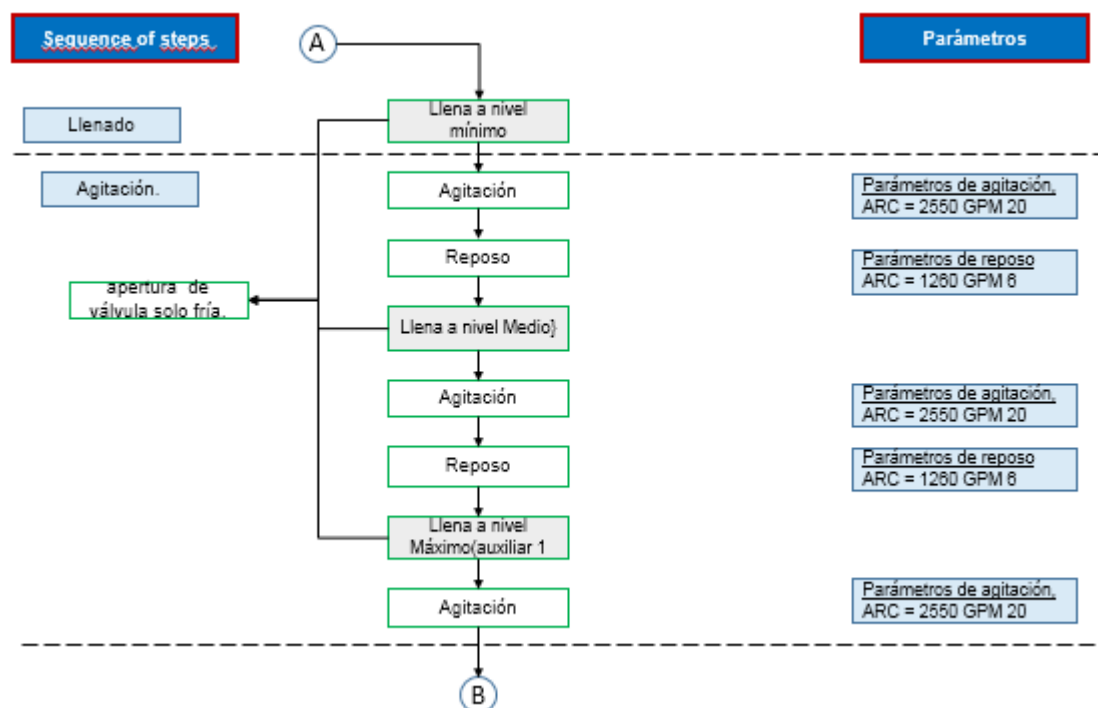 Sequence of steps
A
Parámetros
Llenado
Llena a nivel
mínimo
Agitación.
Agitación
Parámetros de agitación,
ARC = 2550 GPM 20
Reposo
Parámetros de reposo
ARC = 1260 GPM 6
apertura de
válvula solo fría.
Llena a nivel Medio}
Agitación
Parámetros de agitación,
ARC = 2550 GPM 20
Reposo
Parámetros de reposo
ARC = 1260 GPM 6
Llena a nivel
Máximo(auxiliar 1
Agitación
Parámetros de agitación,
ARC = 2550 GPM 20
B